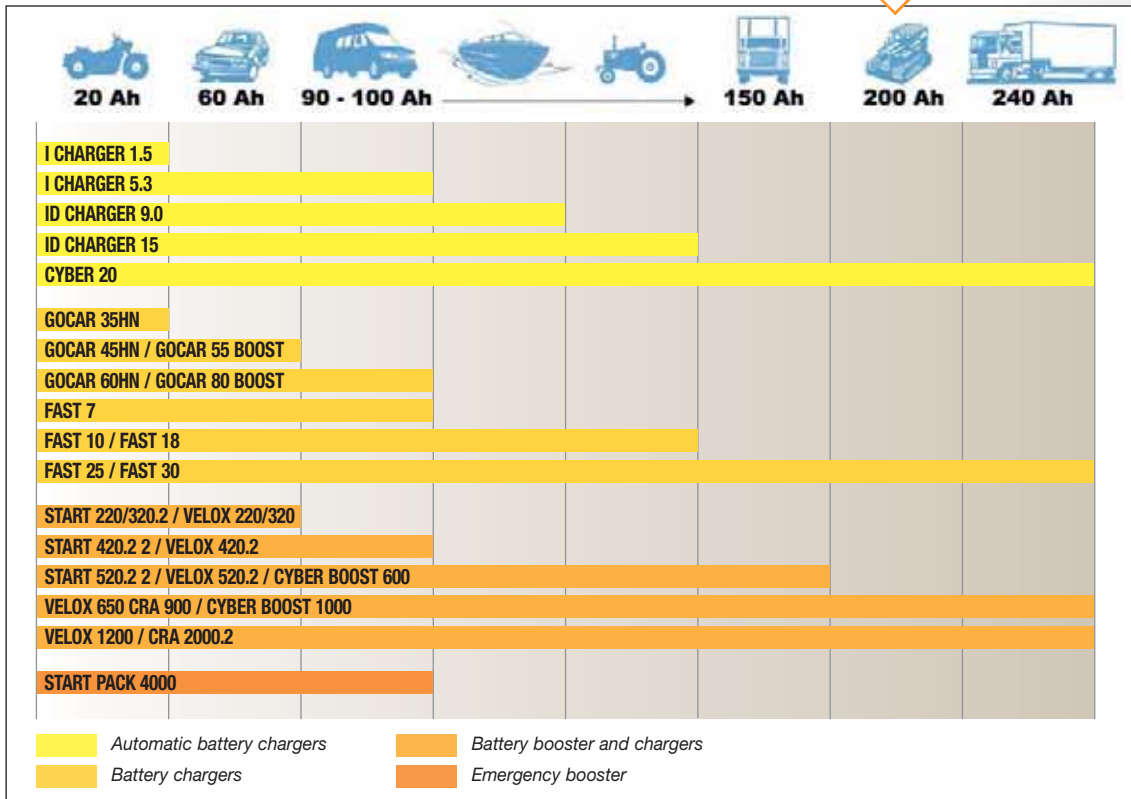 20 Ah 60 Ah 90 - 100 Ah 150 Ah 200 Ah 240 Ah
I CHARGER 1.5
I CHARGER 5.3
ID CHARGER 9.0
ID CHARGER 15
CYBER 20
GOCAR 35HN
GOCAR 45HN / GOCAR 55 BOOST
GOCAR 60HN / GOCAR 80 BOOST
FAST 7
FAST 10 / FAST 18
FAST 25 / FAST 30
START 220/320.2 / VELOX 220/320
START 420.2 2 / VELOX 420.2
START 520.2 2 / VELOX 520.2 / CYBER BOOST 600
VELOX 650 CRA 900 / CYBER BOOST 1000
VELOX 1200 / CRA 2000.2
START PACK 4000
Automatic battery chargers
Battery chargers
Battery booster and chargers
Emergency booster